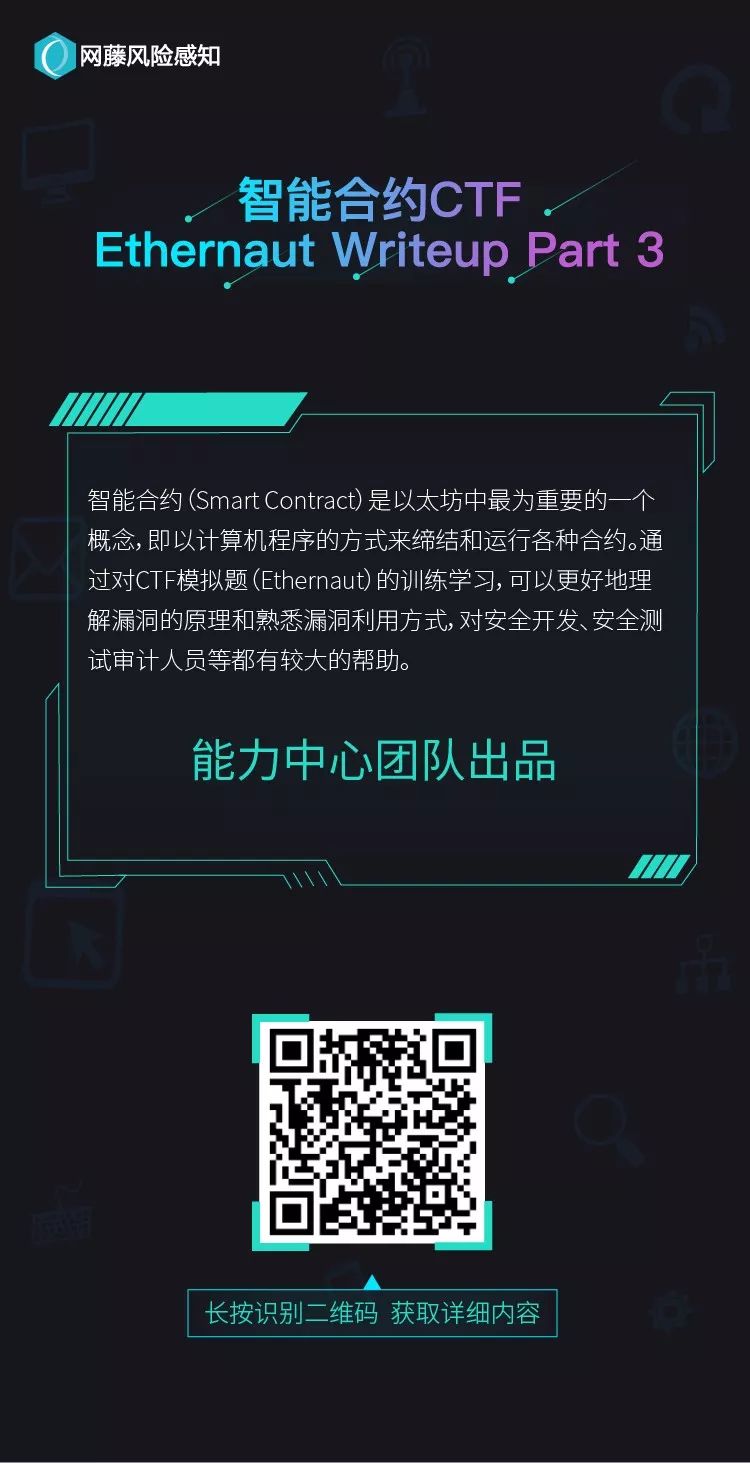 网藤风险感知
智能合约CTF
Ethernaut Writeup Part 3
智能合约（Smart Contract）是以太坊中最为重要的一个
概念，即以计算机程序的方式来缔结和运行各种合约。通
过对CTF模拟题（Ethernaut）的训练学习，可以更好地理
解漏洞的原理和熟悉漏洞利用方式，对安全开发、安全测
试审计人员等都有较大的帮助。
能力中心团队出品
长按识别二维码 获取详细内容